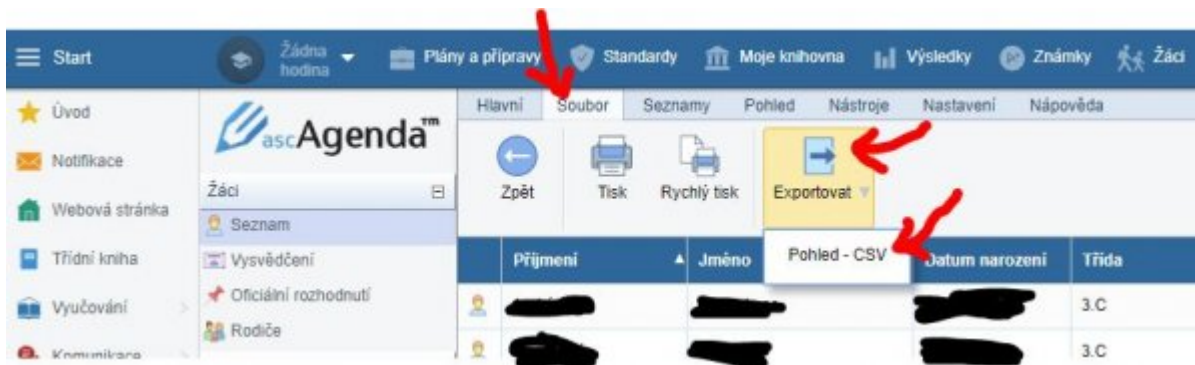 Start
Žádná
hodina
Plány a přípravy
Standardy
Moje knihovna
Výsledky
Známky
Žáci
Úvod
Notifikace
Webová stránka
Třídní kniha
Vyučování
Komunikace
ascAgenda™
Žáci
Seznam
Vysvědčení
Oficiální rozhodnutí
Rodiče
Hlavní
Soubor
Seznamy
Pohled
Nástroje
Nastavení
Nápověda
Zpět
Tisk
Rychlý tisk
Exportovat
Pohled - CSV
Příjmení
Jméno
Datum narození
Třída
3.C
3.C